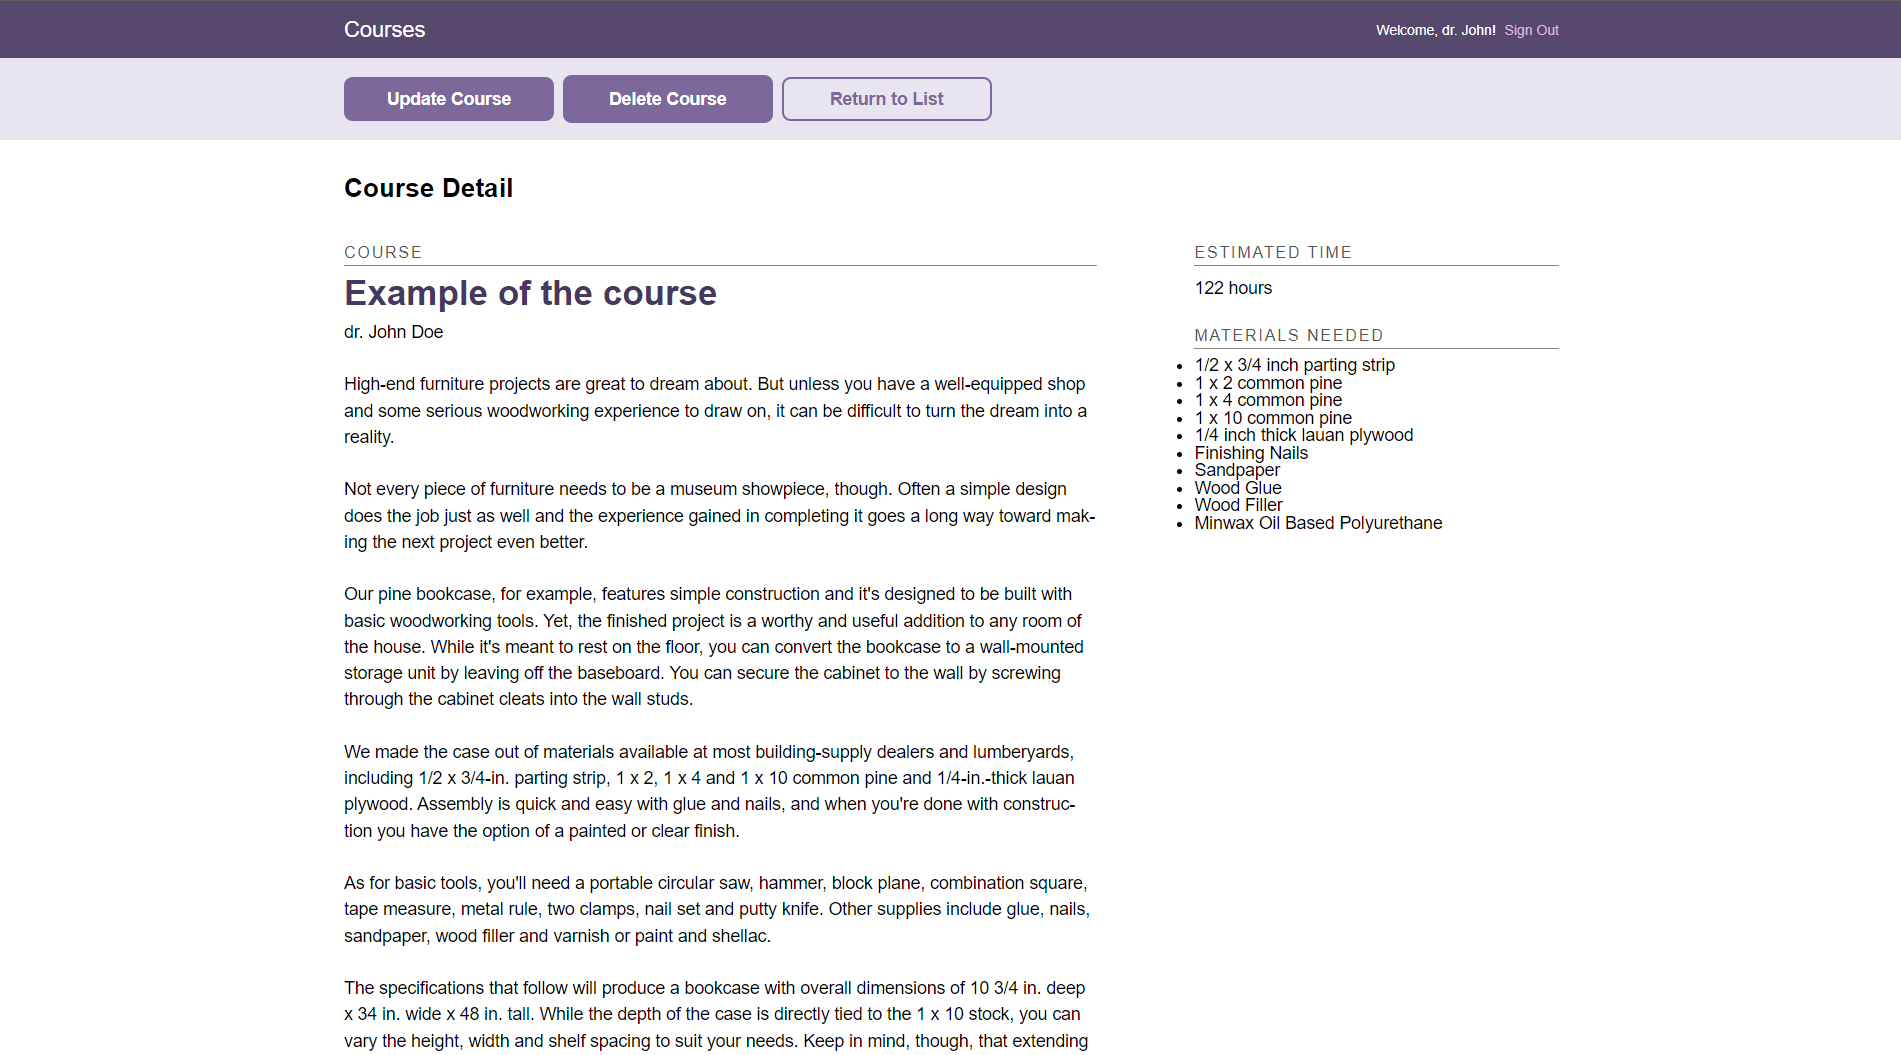 Courses
Welcome, dr. John! Sign Out
Update Course
Delete Course
Return to List
Course Detail
COURSE
Example of the course
dr. John Doe
High-end furniture projects are great to dream about. But unless you have a well-equipped shop
and some serious woodworking experience to draw on, it can be difficult to turn the dream into a
reality.
Not every piece of furniture needs to be a museum showpiece, though. Often a simple design
does the job just as well and the experience gained in completing it goes a long way toward mak-
ing the next project even better.
Our pine bookcase, for example, features simple construction and it's designed to be built with
basic woodworking tools. Yet, the finished project is a worthy and useful addition to any room of
the house. While it's meant to rest on the floor, you can convert the bookcase to a wall-mounted
storage unit by leaving off the baseboard. You can secure the cabinet to the wall by screwing
through the cabinet cleats into the wall studs.
We made the case out of materials available at most building-supply dealers and lumberyards,
including 1/2 x 3/4-in. parting strip, 1 x 2, 1 x 4 and 1 x 10 common pine and 1/4-in.-thick lauan
plywood. Assembly is quick and easy with glue and nails, and when you're done with construc-
tion you have the option of a painted or clear finish.
As for basic tools, you'll need a portable circular saw, hammer, block plane, combination square,
tape measure, metal rule, two clamps, nail set and putty knife. Other supplies include glue, nails,
sandpaper, wood filler and varnish or paint and shellac.
The specifications that follow will produce a bookcase with overall dimensions of 10 3/4 in. deep
x 34 in. wide x 48 in. tall. While the depth of the case is directly tied to the 1 x 10 stock, you can
vary the height, width and shelf spacing to suit your needs. Keep in mind, though, that extending
ESTIMATED TIME
122 hours
MATERIALS NEEDED
1/2 x 3/4 inch parting strip
1 x 2 common pine
1 x 4 common pine
1 x 10 common pine
1/4 inch thick lauan plywood
Finishing Nails
Sandpaper
Wood Glue
Wood Filler
Minwax Oil Based Polyurethane